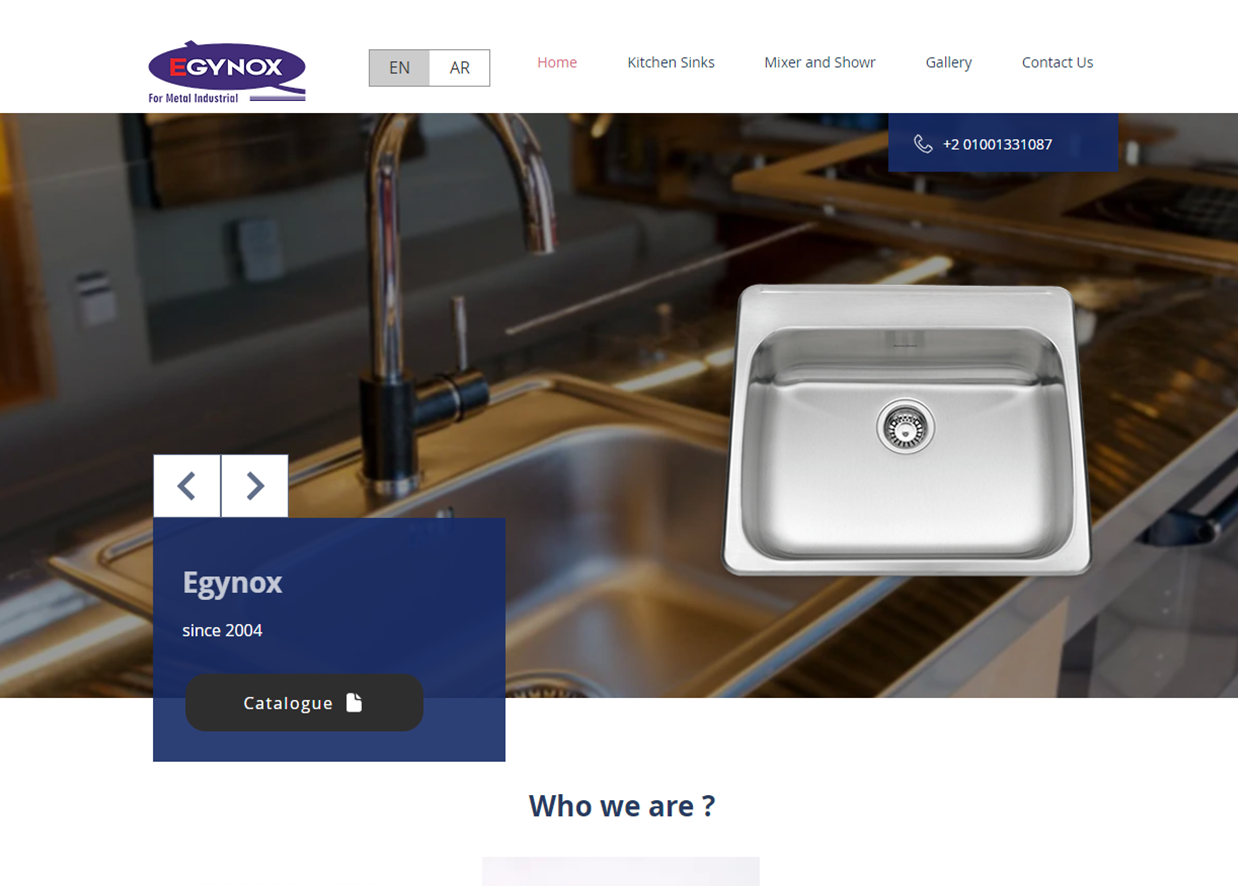 EGYNOX
For Metal Industrial
EN AR
Home Kitchen Sinks Mixer and Showr Gallery Contact Us
+2 01001331087
Egynox
since 2004
Catalogue
Who we are ?